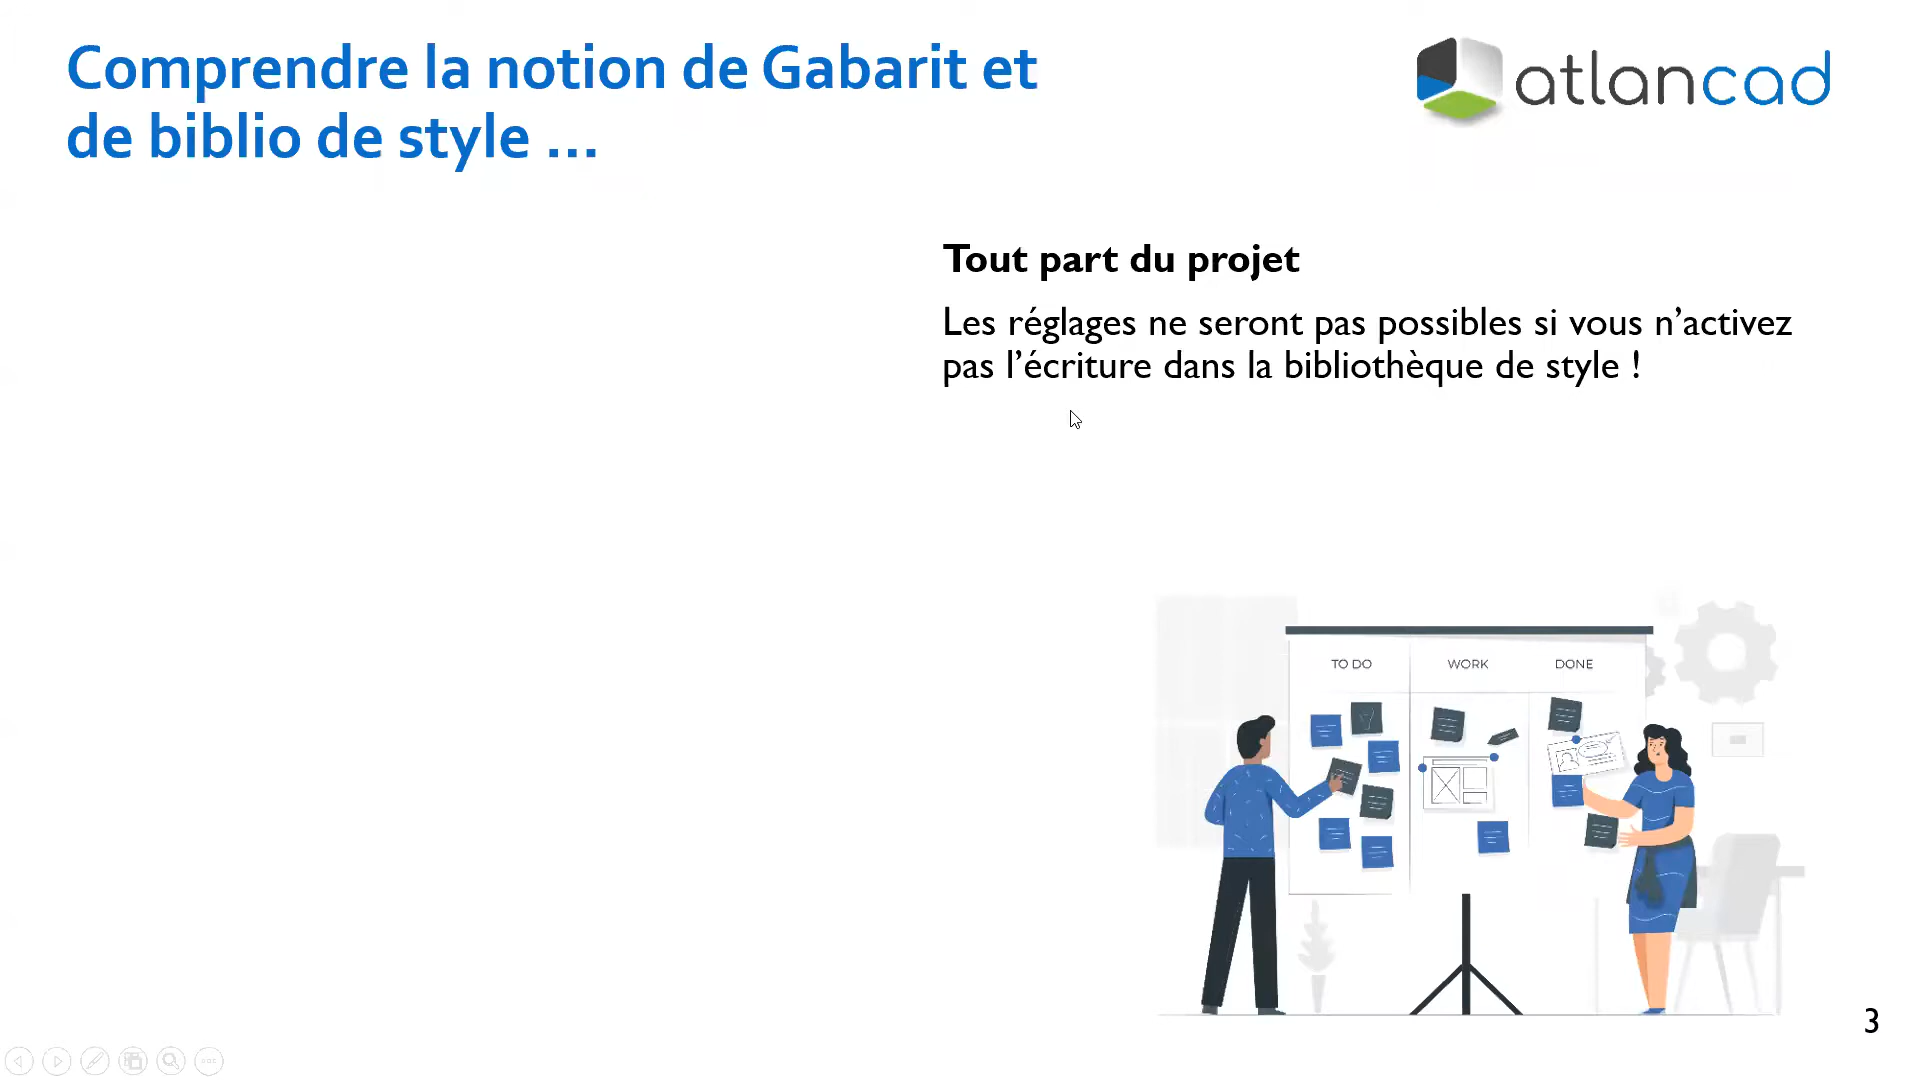 Comprendre la notion de Gabarit et
de biblio de style ...
atlancad
Tout part du projet
Les réglages ne seront pas possibles si vous n’activez
pas l’écriture dans la bibliothèque de style !
TO DO
WORK
DONE
3